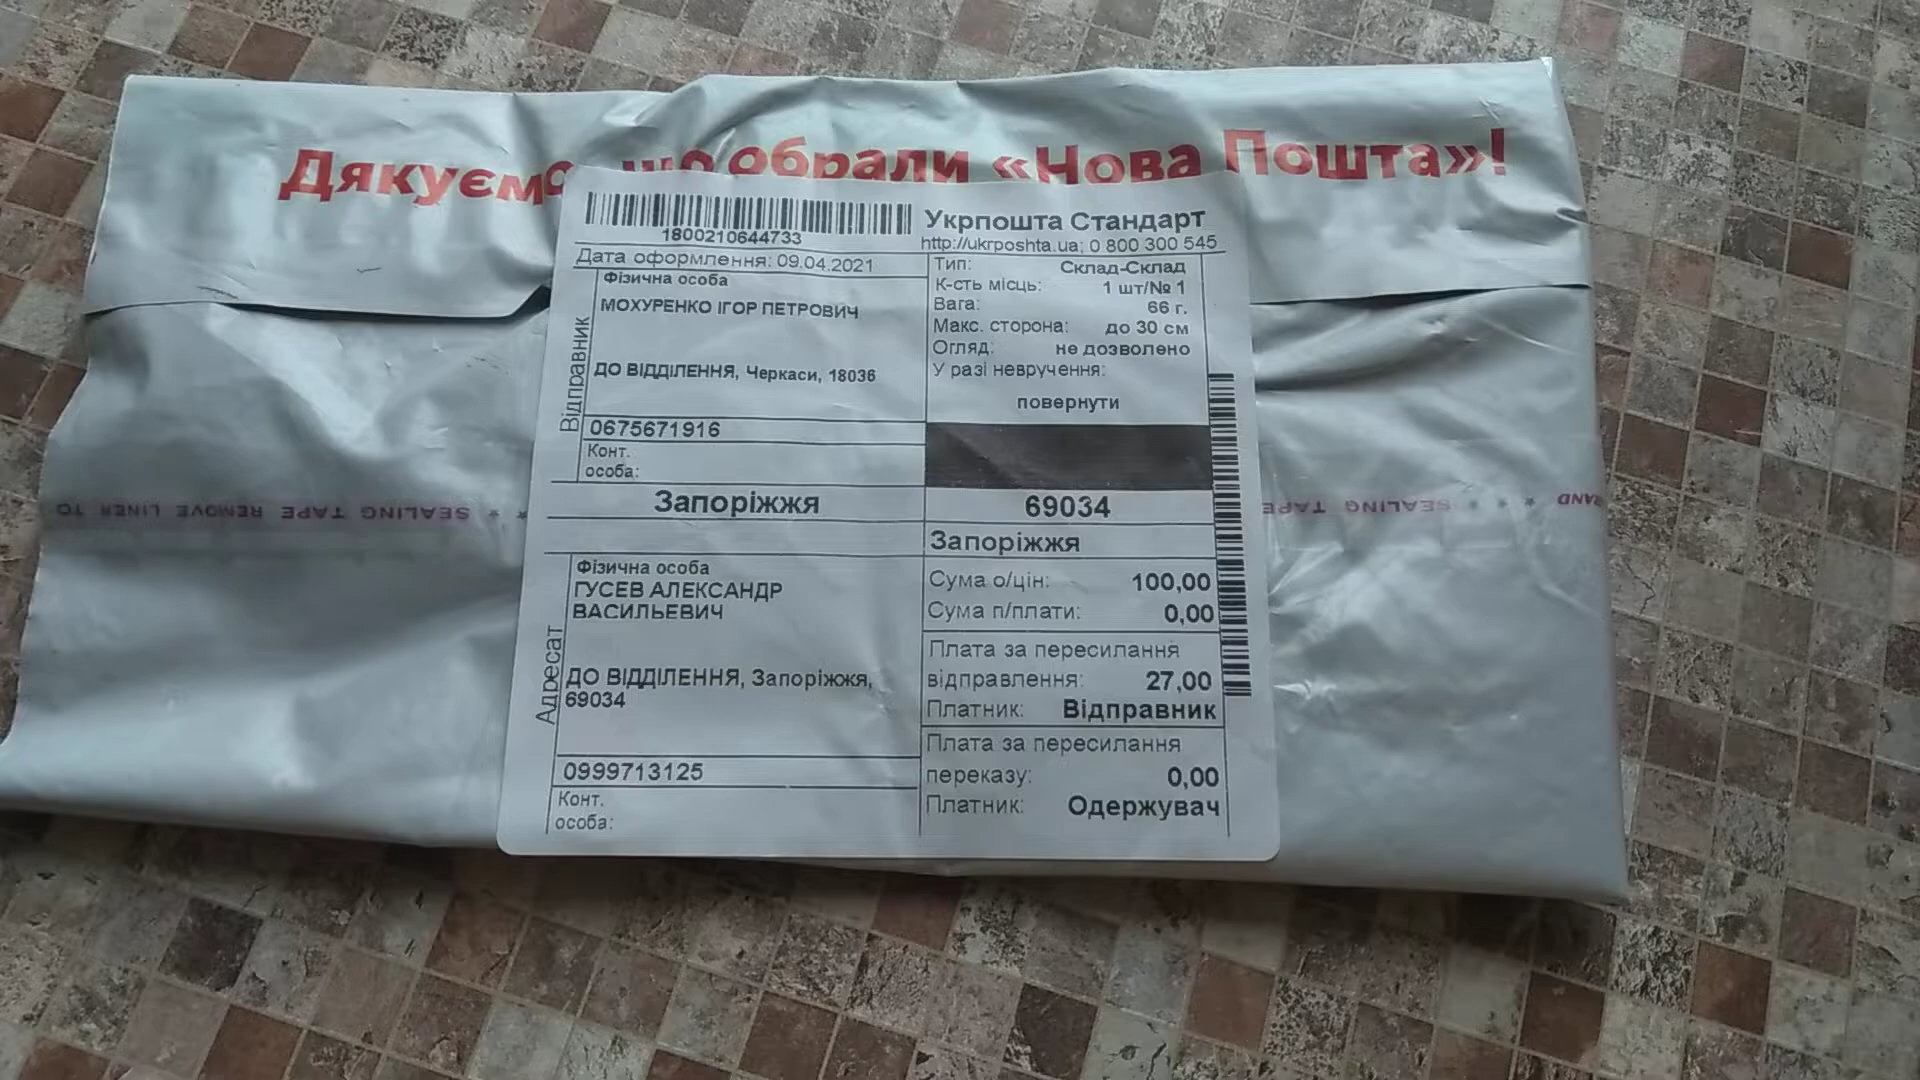 Дякуємо, що обрали «Нова Пошта»!
1800210644733
Укрпошта Стандарт
http://ukrposhta.ua; 0 800 300 545
Дата оформлення: 09.04.2021
Відправник
Фізична особа
МОХУРЕНКО ІГОР ПЕТРОВИЧ
ДО ВІДДІЛЕННЯ, Черкаси, 18036
0675671916
Конт.
особа:
Тип: Склад-Склад
К-сть місць: 1 шт/№ 1
Вага: 66 г.
Макс. сторона: до 30 см
Огляд: не дозволено
У разі невручення:
повернути
Запоріжжя
69034
Запоріжжя
Адресат
Фізична особа
ГУСЕВ АЛЕКСАНДР
ВАСИЛЬЕВИЧ
ДО ВІДДІЛЕННЯ, Запоріжжя,
69034
0999713125
Конт.
особа:
Сума о/цін: 100,00
Сума п/плати: 0,00
Плата за пересилання
відправлення: 27,00
Платник: Відправник
Плата за пересилання
переказу: 0,00
Платник: Одержувач
* SEALING TAPE REMOVE LINER TO
SEALING TAPE